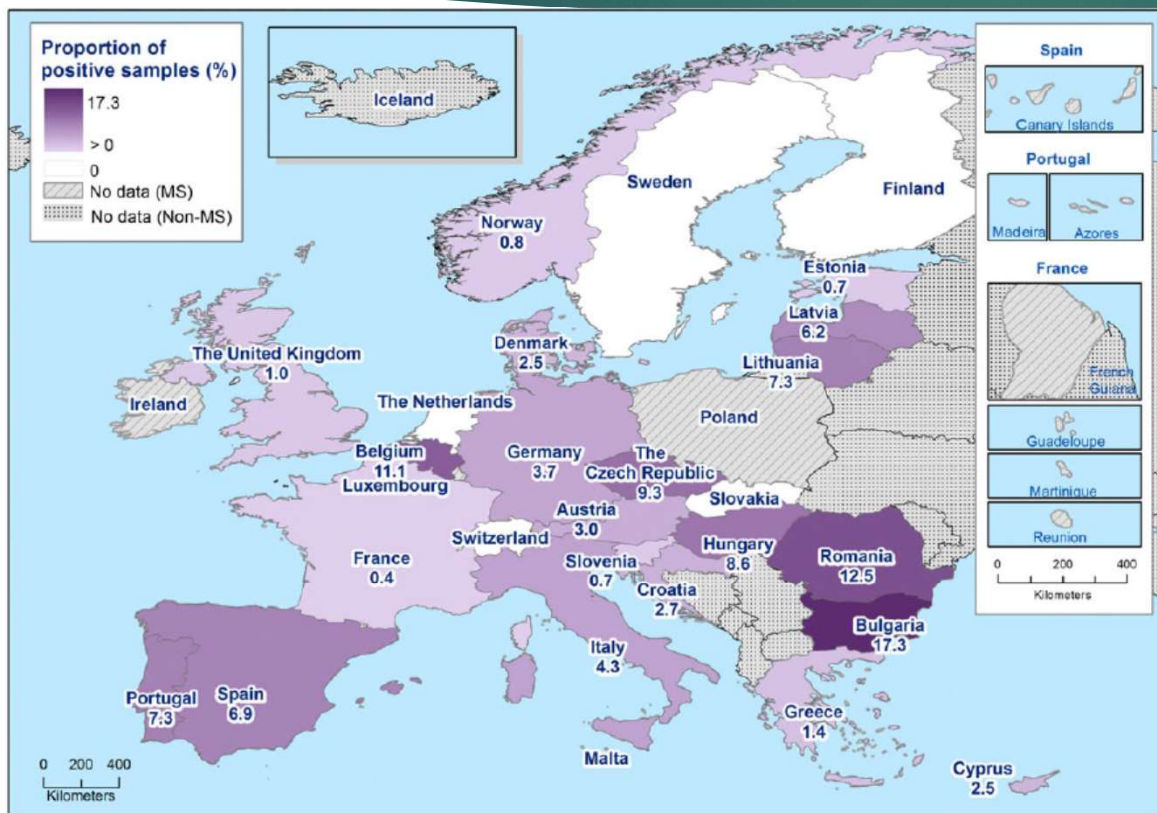 Proportion of
positive samples (%)
17.3
> 0
0
No data (MS)
No data (Non-MS)
Iceland
Sweden
Finland
Norway
0.8
Estonia
0.7
Latvia
6.2
Denmark
2.5
Lithuania
7.3
The United Kingdom
1.0
Ireland
The Netherlands
Poland
Belgium
11.1
Luxembourg
Germany
3.7
The
Czech Republic
9.3
Slovakia
Austria
3.0
Switzerland
Hungary
8.6
Romania
12.5
France
0.4
Slovenia
0.7
Croatia
2.7
Bulgaria
17.3
Italy
4.3
Portugal
7.3
Spain
6.9
Greece
1.4
Malta
Cyprus
2.5
0 200 400
Kilometers
Spain
Canary Islands
Portugal
Madeira
Azores
France
French
Guiana
Guadeloupe
Martinique
Reunion
0 200 400
Kilometers